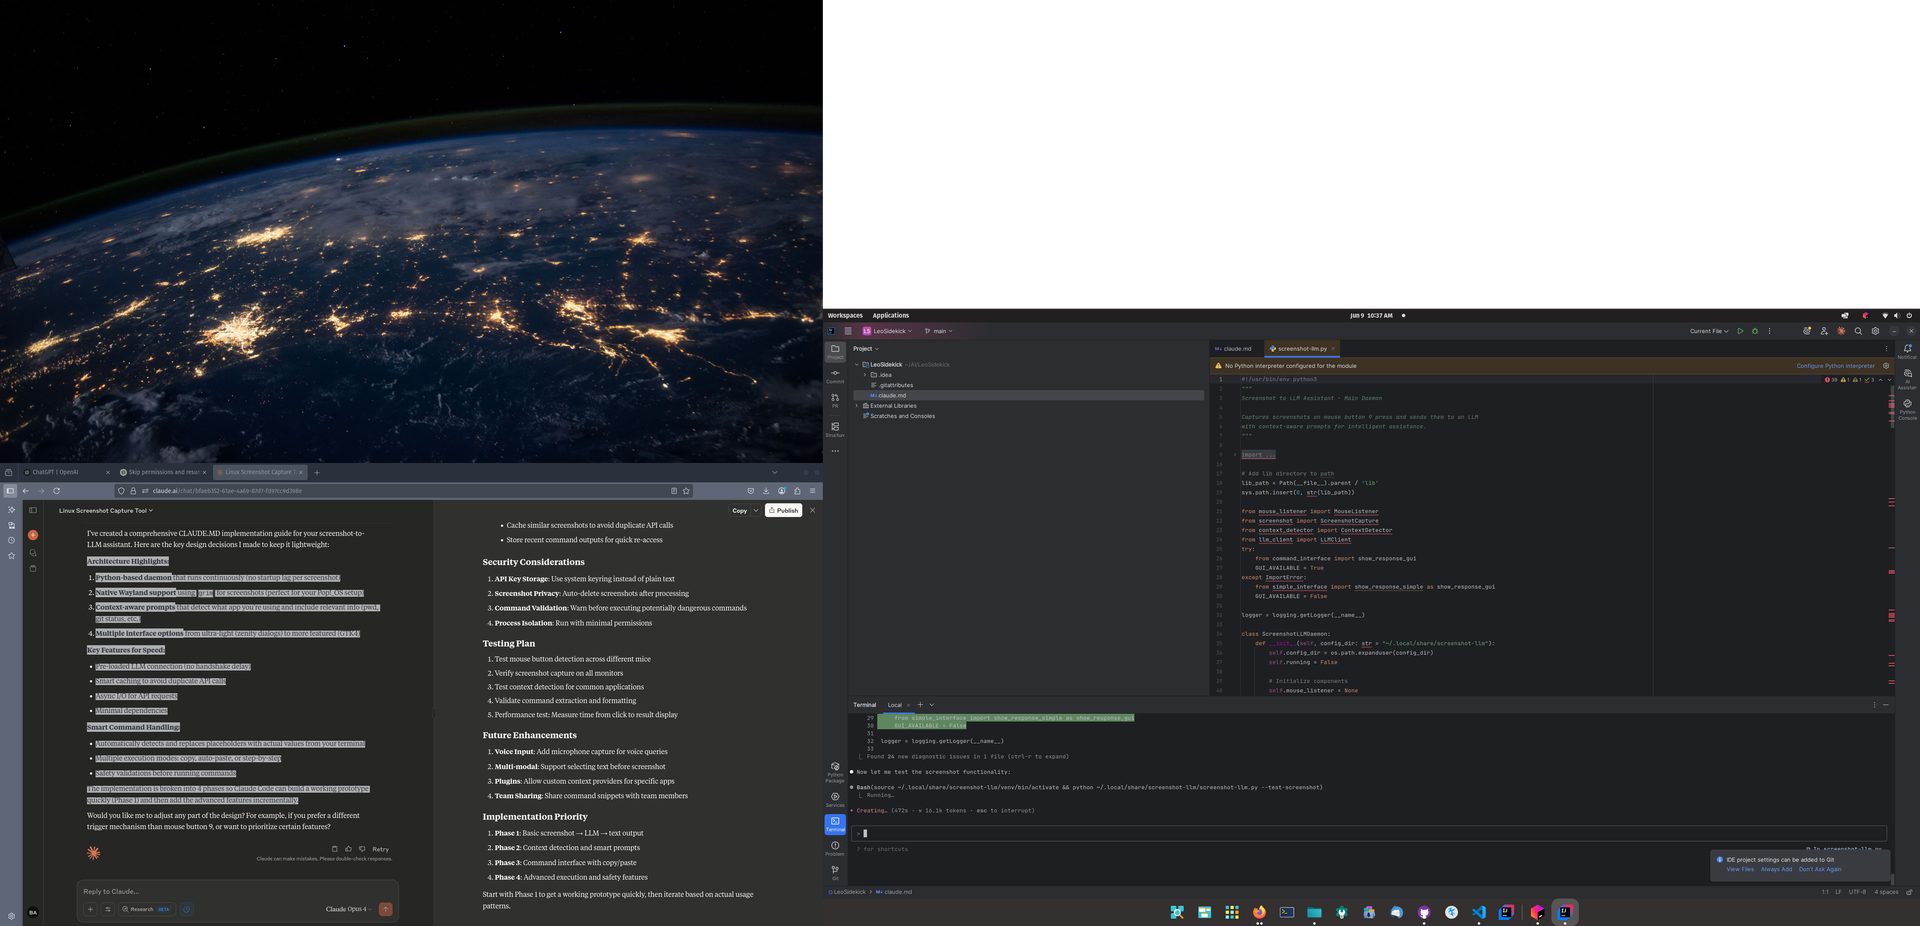 ChatGPT | OpenAI
Skip permissions and resu
Linux Screenshot Capture T
claude.ai/chat/
Linux Screenshot Capture Tool
Copy
Publish
I've created a comprehensive CLAUDE.MD implementation guide for your screenshot-to-
LLM assistant. Here are the key design decisions I made to keep it lightweight:
Architecture Highlights:
1. Python-based daemon that runs continuously (no startup lag per screenshot)
2. Native Wayland support using grim for screenshots (perfect for your Pop!_OS setup)
3. Context-aware prompts that detect what app you're using and include relevant info (pwd,
git status, etc.)
4. Multiple interface options from ultra-light (zenity dialogs) to more featured (GTK4)
Key Features for Speed:
• Pre-loaded LLM connection (no handshake delay)
• Smart caching to avoid duplicate API calls
• Async I/O for API requests
• Minimal dependencies
Smart Command Handling:
• Automatically detects and replaces placeholders with actual values from your terminal
• Multiple execution modes: copy, auto-paste, or step-by-step
• Safety validations before running commands
The implementation is broken into 4 phases so Claude Code can build a working prototype
quickly (Phase 1) and then add the advanced features incrementally.
Would you like me to adjust any part of the design? For example, if you prefer a different
trigger mechanism than mouse button 9, or want to prioritize certain features?
Retry
Claude can make mistakes. Please double-check responses.
Reply to Claude...
Research BETA
Claude Opus 4
BA
• Cache similar screenshots to avoid duplicate API calls
• Store recent command outputs for quick re-access
Security Considerations
1. API Key Storage: Use system keyring instead of plain text
2. Screenshot Privacy: Auto-delete screenshots after processing
3. Command Validation: Warn before executing potentially dangerous commands
4. Process Isolation: Run with minimal permissions
Testing Plan
1. Test mouse button detection across different mice
2. Verify screenshot capture on all monitors
3. Test context detection for common applications
4. Validate command extraction and formatting
5. Performance test: Measure time from click to result display
Future Enhancements
1. Voice Input: Add microphone capture for voice queries
2. Multi-modal: Support selecting text before screenshot
3. Plugins: Allow custom context providers for specific apps
4. Team Sharing: Share command snippets with team members
Implementation Priority
1. Phase 1: Basic screenshot → LLM → text output
2. Phase 2: Context detection and smart prompts
3. Phase 3: Command interface with copy/paste
4. Phase 4: Advanced execution and safety features
Start with Phase 1 to get a working prototype quickly, then iterate based on actual usage
patterns.
Workspaces Applications
Jun 9 10:37 AM
LS LeoSidekick main
Current File
Project
Commit
PR
Structure
Project
LeoSidekick ~/AI/LeoSidekick
.idea
.gitattributes
claude.md
External Libraries
Scratches and Consoles
claude.md screenshot-llm.py
No Python interpreter configured for the module
Configure Python interpreter
#!/usr/bin/env python3
"""
Screenshot to LLM Assistant - Main Daemon
Captures screenshots on mouse button 9 press and sends them to an LLM
with context-aware prompts for intelligent assistance.
"""
import ...
# Add lib directory to path
lib_path = Path(__file__).parent / 'lib'
sys.path.insert(0, str(lib_path))
from mouse_listener import MouseListener
from screenshot import ScreenshotCapture
from context_detector import ContextDetector
from llm_client import LLMClient
try:
from command_interface import show_response_gui
GUI_AVAILABLE = True
except ImportError:
from simple_interface import show_response_simple as show_response_gui
GUI_AVAILABLE = False
logger = logging.getLogger(__name__)
class ScreenshotLLMDaemon:
def __init__(self, config_dir: str = "~/.local/share/screenshot-llm"):
self.config_dir = os.path.expanduser(config_dir)
self.running = False
# Initialize components
self.mouse_listener = None
Notificat
AI Assistant
Python Console
Terminal Local
29 from simple_interface import show_response_simple as show_response_gui
30 GUI_AVAILABLE = False
31
32 logger = logging.getLogger(__name__)
33
Found 24 new diagnostic issues in 1 file (ctrl-r to expand)
Now let me test the screenshot functionality:
Bash(source ~/.local/share/screenshot-llm/venv/bin/activate && python ~/.local/share/screenshot-llm/screenshot-llm.py --test-screenshot)
Running…
Creating… (472s · 16.1k tokens · esc to interrupt)
>
? for shortcuts
In screenshot-llm.py
IDE project settings can be added to Git
View Files Always Add Don't Ask Again
Python Package
Services
Terminal
Problem
Git
LeoSidekick > claude.md
1:1 LF UTF-8 4 spaces